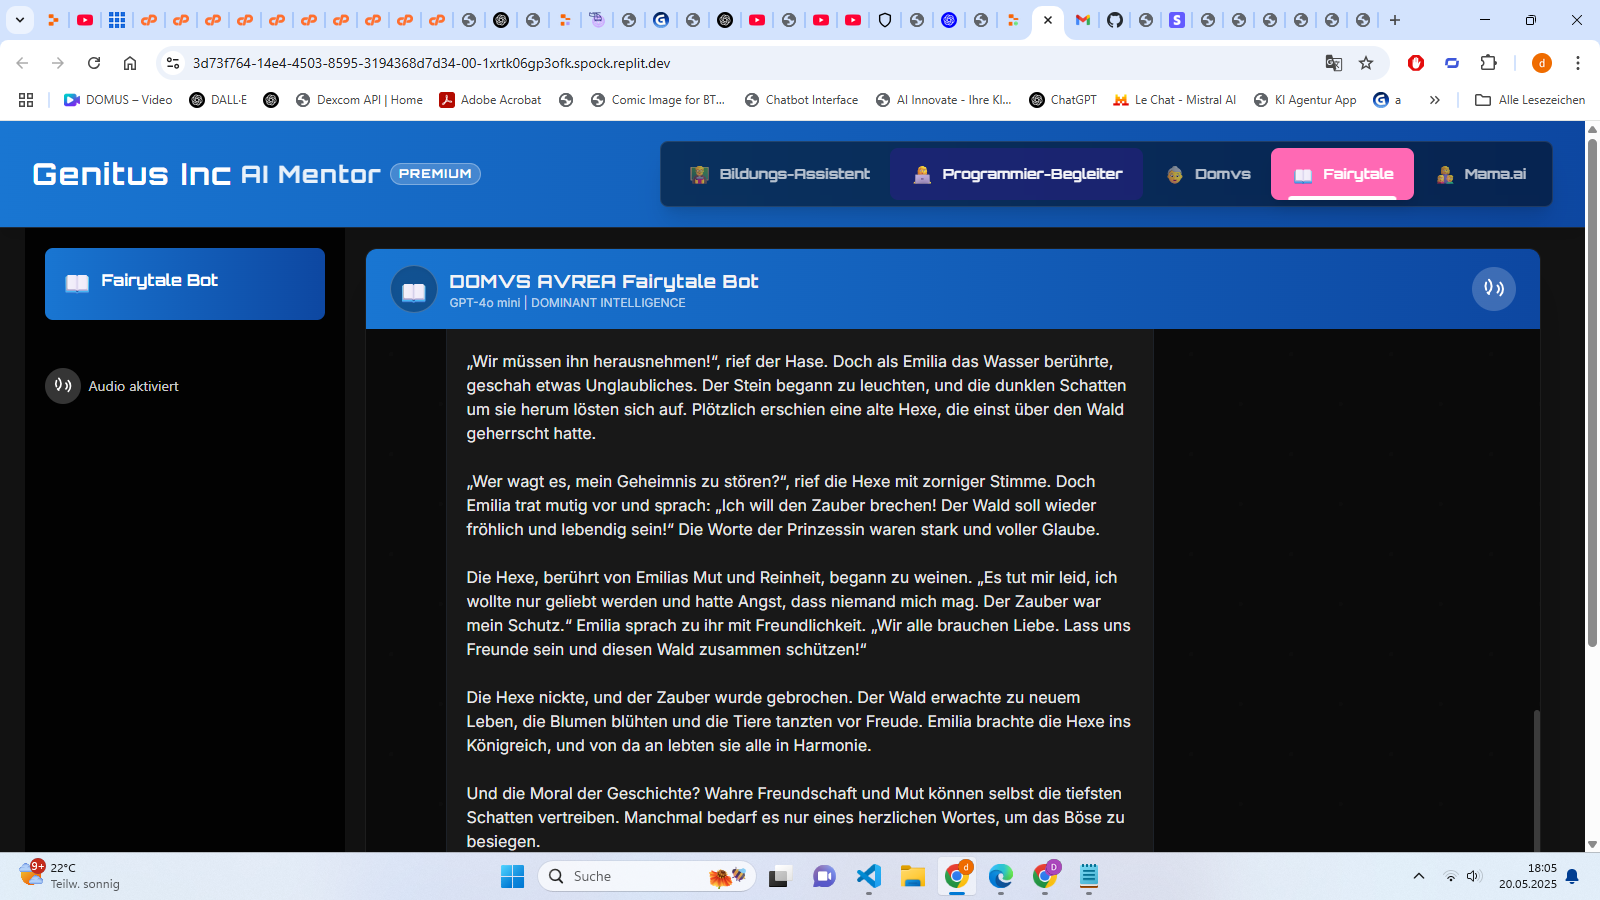 3d73f764-14e4-4503-8595-3194368d7d34-00-1xrtk06gp3ofk.spock.replit.dev
d
DOMUS – Video
DALL·E
Dexcom API | Home
Adobe Acrobat
Comic Image for BT...
Chatbot Interface
AI Innovate - Ihre KI...
ChatGPT
Le Chat - Mistral AI
KI Agentur App
a
Alle Lesezeichen
Genitus Inc AI Mentor PREMIUM
Bildungs-Assistent
Programmier-Begleiter
Domvs
Fairytale
Mama.ai
Fairytale Bot
Audio aktiviert
DOMVS AVREA Fairytale Bot
GPT-4o mini | DOMINANT INTELLIGENCE
„Wir müssen ihn herausnehmen!“, rief der Hase. Doch als Emilia das Wasser berührte,
geschah etwas Unglaubliches. Der Stein begann zu leuchten, und die dunklen Schatten
um sie herum lösten sich auf. Plötzlich erschien eine alte Hexe, die einst über den Wald
geherrscht hatte.
„Wer wagt es, mein Geheimnis zu stören?“, rief die Hexe mit zorniger Stimme. Doch
Emilia trat mutig vor und sprach: „Ich will den Zauber brechen! Der Wald soll wieder
fröhlich und lebendig sein!“ Die Worte der Prinzessin waren stark und voller Glaube.
Die Hexe, berührt von Emilias Mut und Reinheit, begann zu weinen. „Es tut mir leid, ich
wollte nur geliebt werden und hatte Angst, dass niemand mich mag. Der Zauber war
mein Schutz.“ Emilia sprach zu ihr mit Freundlichkeit. „Wir alle brauchen Liebe. Lass uns
Freunde sein und diesen Wald zusammen schützen!“
Die Hexe nickte, und der Zauber wurde gebrochen. Der Wald erwachte zu neuem
Leben, die Blumen blühten und die Tiere tanzten vor Freude. Emilia brachte die Hexe ins
Königreich, und von da an lebten sie alle in Harmonie.
Und die Moral der Geschichte? Wahre Freundschaft und Mut können selbst die tiefsten
Schatten vertreiben. Manchmal bedarf es nur eines herzlichen Wortes, um das Böse zu
besiegen.
9+
22°C
Teilw. sonnig
Suche
d
D
18:05
20.05.2025